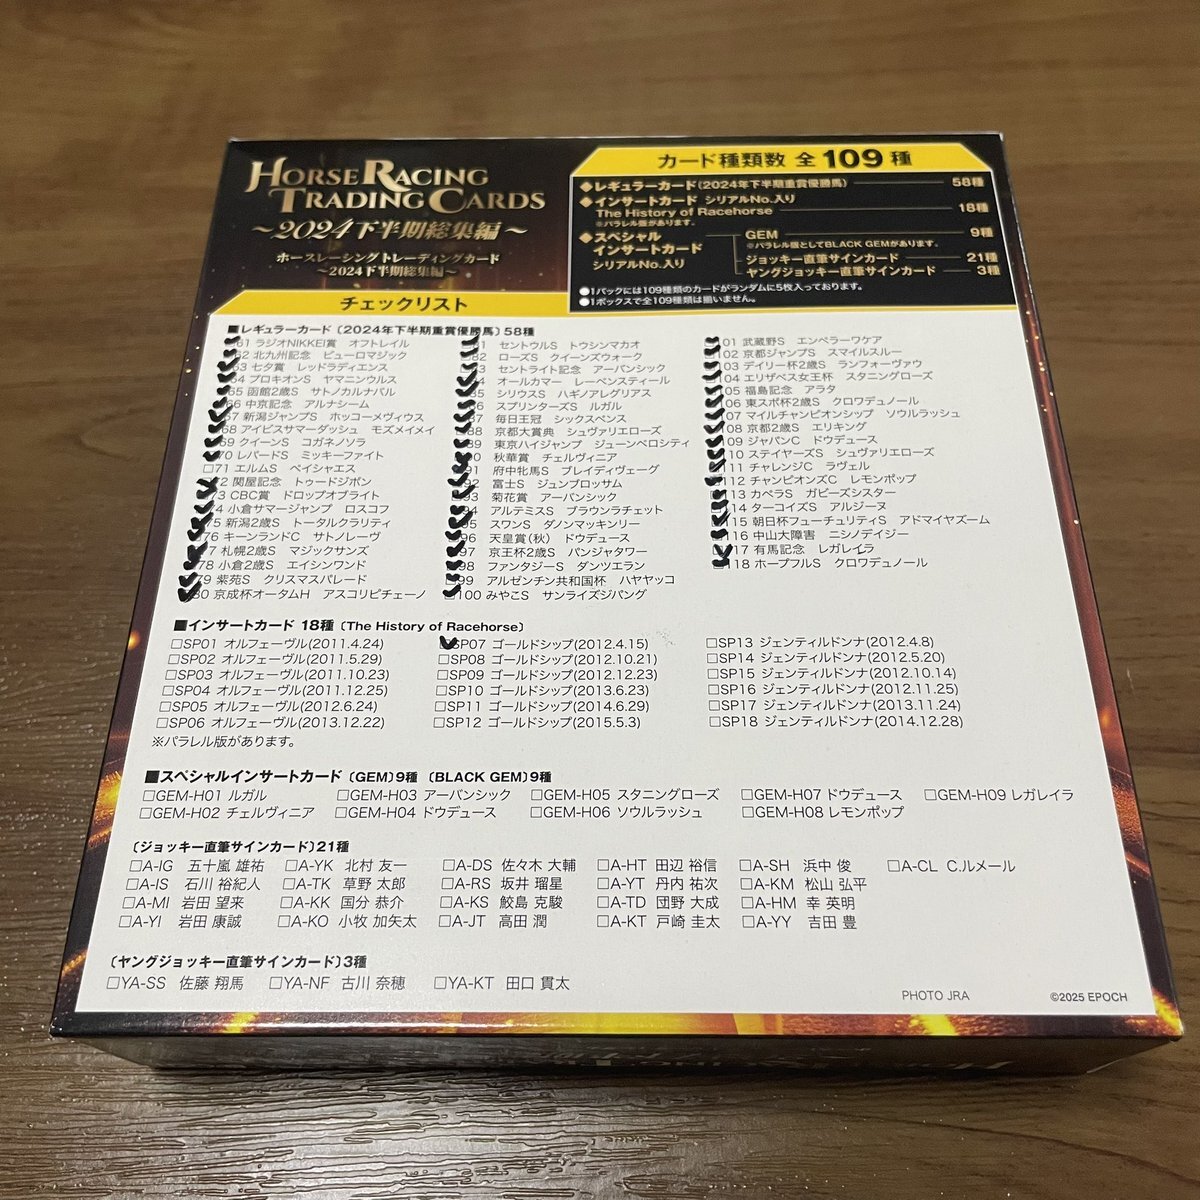 HORSE RACING
TRADING CARDS
～2024下半期総集編～
ホースレーシングトレーディングカード
～2024下半期総集編～
カード種類数 全109種
◆レギュラーカード(2024年下半期重賞優勝馬) 58種
◆インサートカード シリアルNo.入り
The History of Racehorse 18種
※パラレル版があります。
◆スペシャル
インサートカード
シリアルNo.入り
GEM 9種
※パラレル版としてBLACK GEMがあります。
ジョッキー直筆サインカード 21種
ヤングジョッキー直筆サインカード 3種
●1パックには109種類のカードがランダムに5枚入っております。
●1ボックスで全109種類は揃いません。
チェックリスト
■レギュラーカード〔2024年下半期重賞優勝馬〕58種
61 ラジオNIKKEI賞 オフトレイル
62 北九州記念 ピューロマジック
63 七夕賞 レッドラディエンス
64 プロキオンS ヤマニンウルス
65 函館2歳S サトノカルナバル
66 中京記念 アルナシーム
67 新潟ジャンプS ホッコーメヴィウス
68 アイビスサマーダッシュ モズメイメイ
69 クイーンS コガネノソラ
70 レパードS ミッキーファイト
□71 エルムS ペイシャエス
72 関屋記念 トゥードジボン
73 CBC賞 ドロップオブライト
74 小倉サマージャンプ ロスコフ
75 新潟2歳S トータルクラリティ
□76 キーンランドC サトノレーヴ
77 札幌2歳S マジックサンズ
78 小倉2歳S エイシンワンド
79 紫苑S クリスマスパレード
80 京成杯オータムH アスコリピチェーノ
81 セントウルS トウシンマカオ
82 ローズS クイーンズウォーク
83 セントライト記念 アーバンシック
84 オールカマー レーベンスティール
85 シリウスS ハギノアレグリアス
86 スプリンターズS ルガル
87 毎日王冠 シックスペンス
88 京都大賞典 シュヴァリエローズ
89 東京ハイジャンプ ジューンベロシティ
90 秋華賞 チェルヴィニア
91 府中牝馬S ブレイディヴェーグ
92 富士S ジュンブロッサム
93 菊花賞 アーバンシック
94 アルテミスS ブラウンラチェット
95 スワンS ダノンマッキンリー
96 天皇賞(秋) ドウデュース
97 京王杯2歳S パンジャタワー
98 ファンタジーS ダンツエラン
□99 アルゼンチン共和国杯 ハヤヤッコ
100 みやこS サンライズジパング
101 武蔵野S エンペラーワケア
102 京都ジャンプS スマイルスルー
103 デイリー杯2歳S ランフォーヴァウ
104 エリザベス女王杯 スタニングローズ
105 福島記念 アラタ
106 東スポ杯2歳S クロワデュノール
107 マイルチャンピオンシップ ソウルラッシュ
108 京都2歳S エリキング
109 ジャパンC ドウデュース
110 ステイヤーズS シュヴァリエローズ
□111 チャレンジC ラヴェル
112 チャンピオンズC レモンポップ
113 カペラS ガビーズシスター
114 ターコイズS アルジーヌ
115 朝日杯フューチュリティS アドマイヤズーム
116 中山大障害 ニシノデイジー
117 有馬記念 レガレイラ
□118 ホープフルS クロワデュノール
■インサートカード 18種〔The History of Racehorse〕
□SP01 オルフェーヴル(2011.4.24)
□SP02 オルフェーヴル(2011.5.29)
□SP03 オルフェーヴル(2011.10.23)
□SP04 オルフェーヴル(2011.12.25)
□SP05 オルフェーヴル(2012.6.24)
□SP06 オルフェーヴル(2013.12.22)
SP07 ゴールドシップ(2012.4.15)
□SP08 ゴールドシップ(2012.10.21)
□SP09 ゴールドシップ(2012.12.23)
□SP10 ゴールドシップ(2013.6.23)
□SP11 ゴールドシップ(2014.6.29)
□SP12 ゴールドシップ(2015.5.3)
□SP13 ジェンティルドンナ(2012.4.8)
□SP14 ジェンティルドンナ(2012.5.20)
□SP15 ジェンティルドンナ(2012.10.14)
□SP16 ジェンティルドンナ(2012.11.25)
□SP17 ジェンティルドンナ(2013.11.24)
□SP18 ジェンティルドンナ(2014.12.28)
※パラレル版があります。
■スペシャルインサートカード〔GEM〕9種〔BLACK GEM〕9種
□GEM-H01 ルガル □GEM-H03 アーバンシック □GEM-H05 スタニングローズ □GEM-H07 ドウデュース □GEM-H09 レガレイラ
□GEM-H02 チェルヴィニア □GEM-H04 ドウデュース □GEM-H06 ソウルラッシュ □GEM-H08 レモンポップ
〔ジョッキー直筆サインカード〕21種
□A-IG 五十嵐 雄祐 □A-YK 北村 友一 □A-DS 佐々木 大輔 □A-HT 田辺 裕信 □A-SH 浜中 俊 □A-CL C.ルメール
□A-IS 石川 裕紀人 □A-TK 草野 太郎 □A-RS 坂井 瑠星 □A-YT 丹内 祐次 □A-KM 松山 弘平
□A-MI 岩田 望来 □A-KK 国分 恭介 □A-KS 鮫島 克駿 □A-TD 団野 大成 □A-HM 幸 英明
□A-YI 岩田 康誠 □A-KO 小牧 加矢太 □A-JT 高田 潤 □A-KT 戸崎 圭太 □A-YY 吉田 豊
〔ヤングジョッキー直筆サインカード〕3種
□YA-SS 佐藤 翔馬 □YA-NF 古川 奈穂 □YA-KT 田口 貫太
PHOTO JRA
©2025 EPOCH